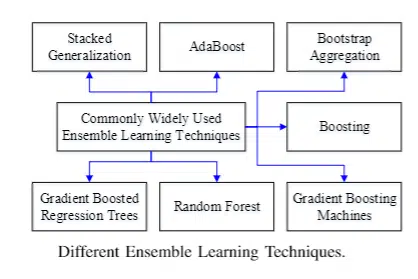 Stacked
Generalization
AdaBoost
Bootstrap
Aggregation
Commonly Widely Used
Ensemble Learning Techniques
Boosting
Gradient Boosted
Regression Trees
Random Forest
Gradient Boosting
Machines
Different Ensemble Learning Techniques.